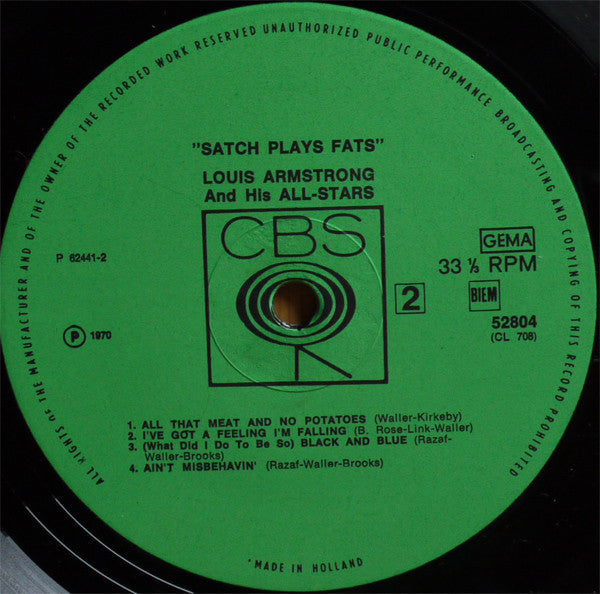 ALL RIGHTS OF THE MANUFACTURER AND OF THE OWNER OF THE RECORDED WORK RESERVED UNAUTHORIZED PUBLIC PERFORMANCE BROADCASTING AND COPYING OF THIS RECORD PROHIBITED
"SATCH PLAYS FATS"
LOUIS ARMSTRONG
And His ALL-STARS
CBS
GEMA
P 62441-2
33 ⅓ RPM
2
BIEM
52804
(CL 708)
Ⓟ 1970
1. ALL THAT MEAT AND NO POTATOES (Waller-Kirkeby)
2. I'VE GOT A FEELING I'M FALLING (B. Rose-Link-Waller)
3. (What Did I Do To Be So) BLACK AND BLUE (Razaf-
Waller-Brooks)
4. AIN'T MISBEHAVIN' (Razaf-Waller-Brooks)
*MADE IN HOLLAND